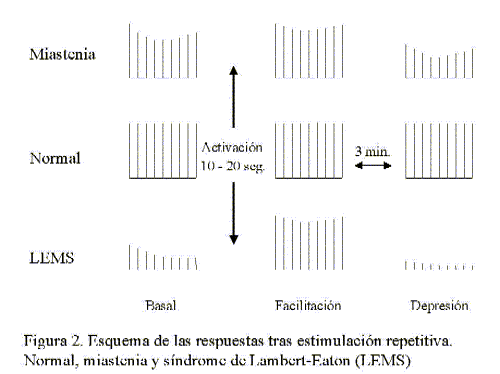 Miastenia
Activación
10 - 20 seg.
Normal
3 min.
LEMS
Basal
Facilitación
Depresión
Figura 2. Esquema de las respuestas tras estimulación repetitiva.
Normal, miastenia y síndrome de Lambert-Eaton (LEMS)